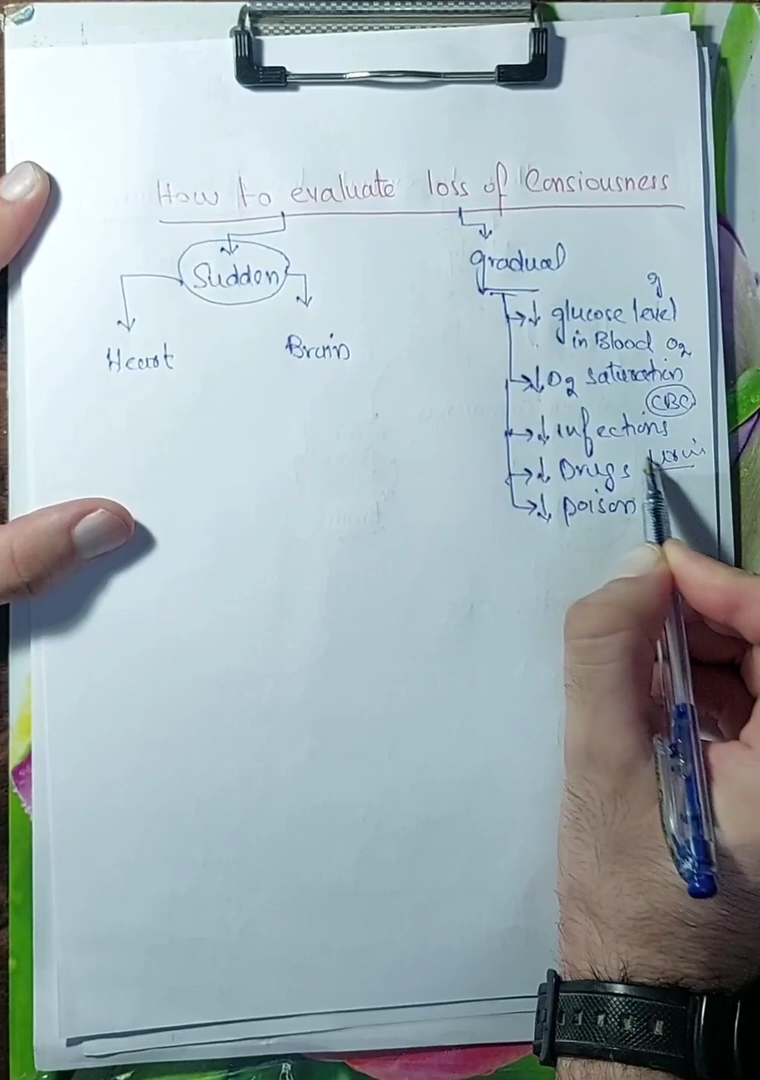 How to evaluate loss of Consiousness
Sudden
gradual
Heart
Brain
g
↓ glucose level
in Blood O2
↓ O2 saturation
CBC
↓ infections
↓ Drugs
↓ poison